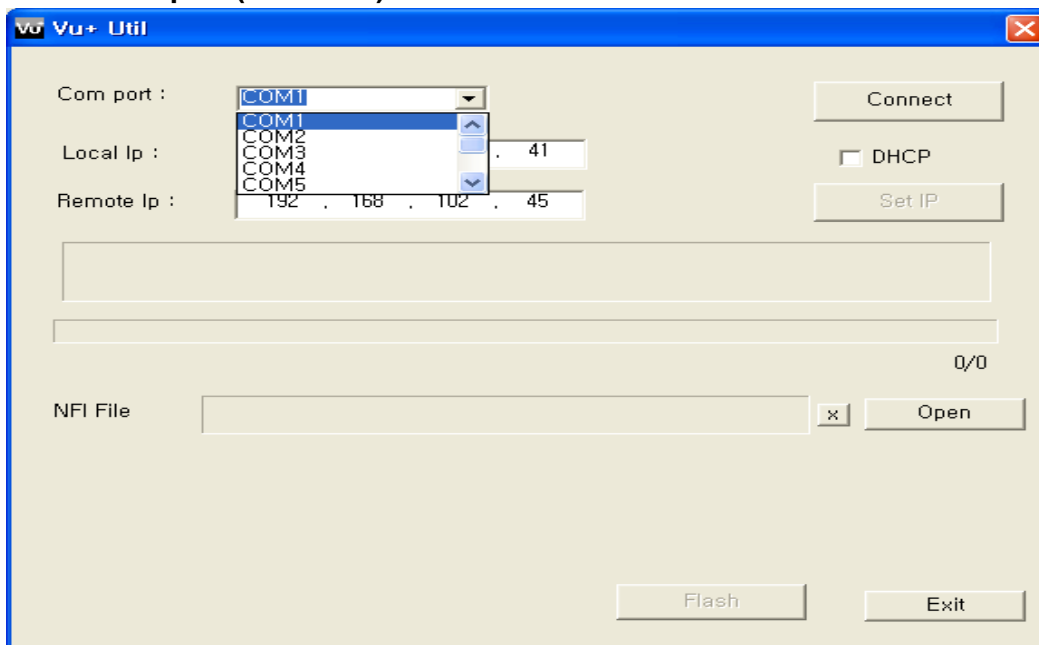 Vu+ Util
Com port : COM1 Connect
COM1
COM2
COM3
COM4
COM5
Local Ip : . 41 DHCP
Remote Ip : 192 . 168 . 102 . 45 Set IP
0/0
NFI File x Open
Flash Exit